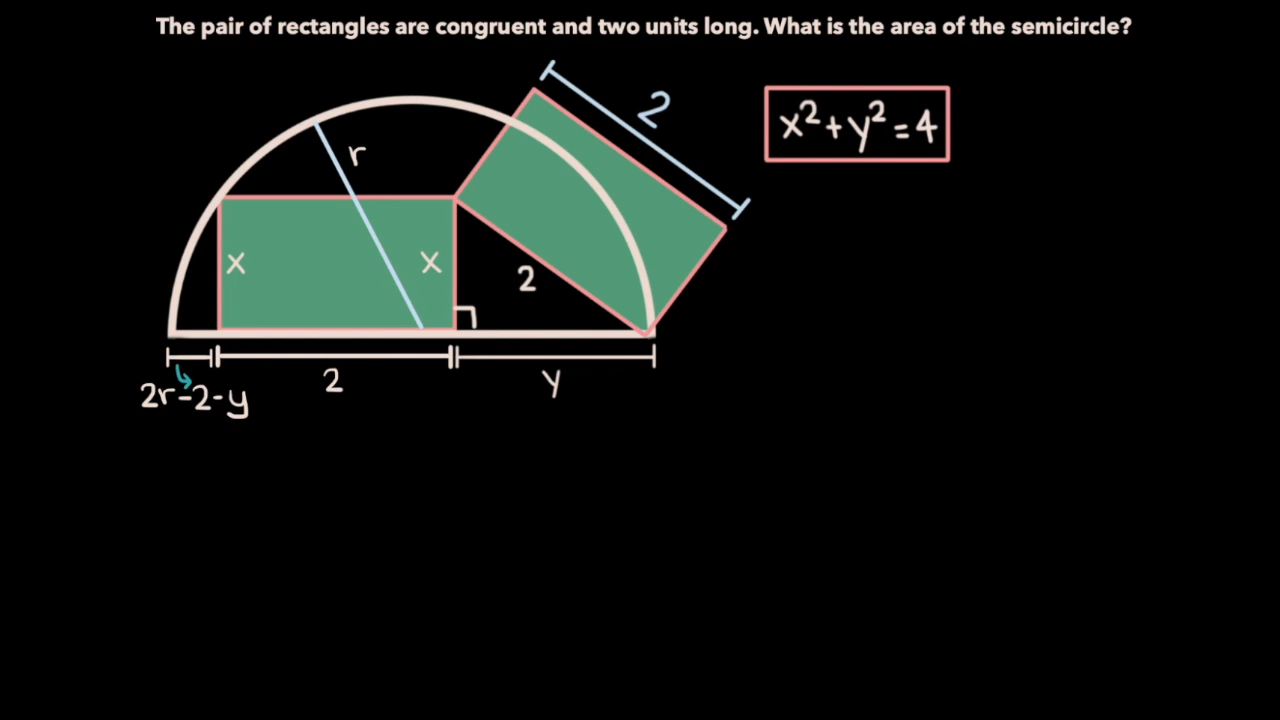 The pair of rectangles are congruent and two units long. What is the area of the semicircle?
2
x²+y²=4
r
x
x
2
2
y
2r-2-y